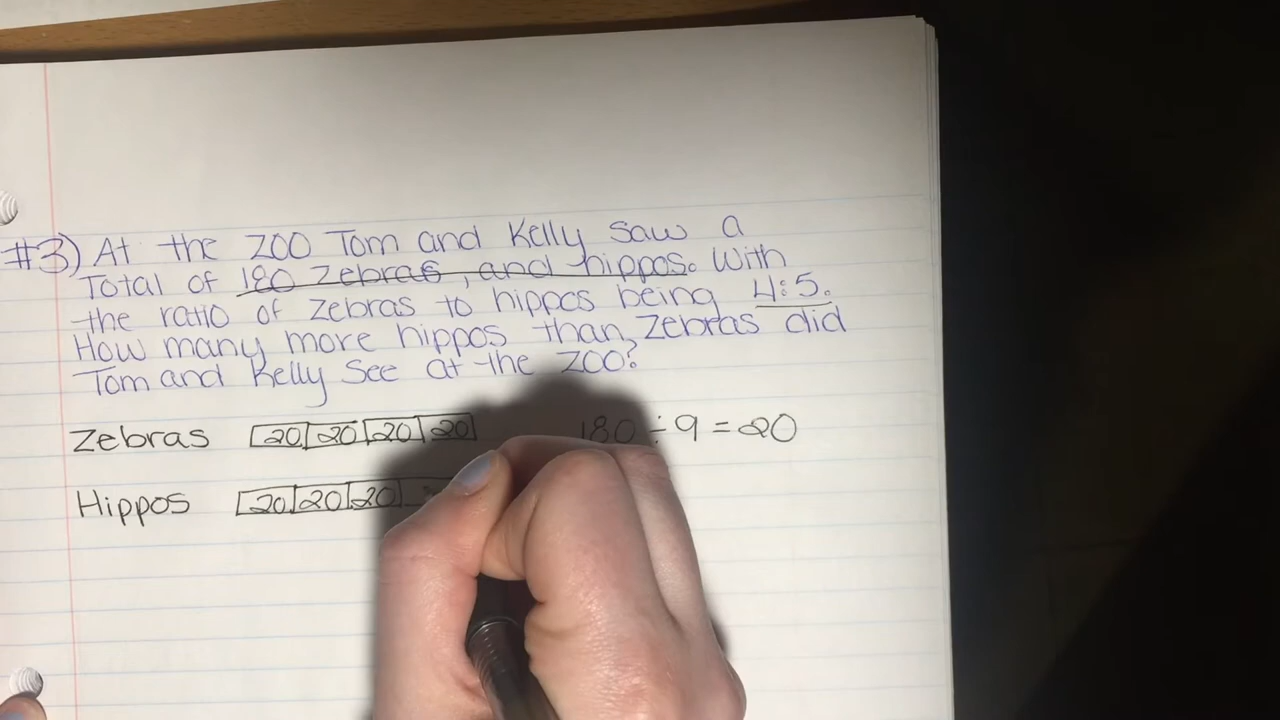 #3) At the zoo Tom and Kelly saw a
Total of 180 zebras, and hippos. With
the ratio of zebras to hippos being 4:5.
How many more hippos than, zebras did
Tom and Kelly see at the zoo?
Zebras 20 20 20 20 180 ÷ 9 = 20
Hippos 20 20 20